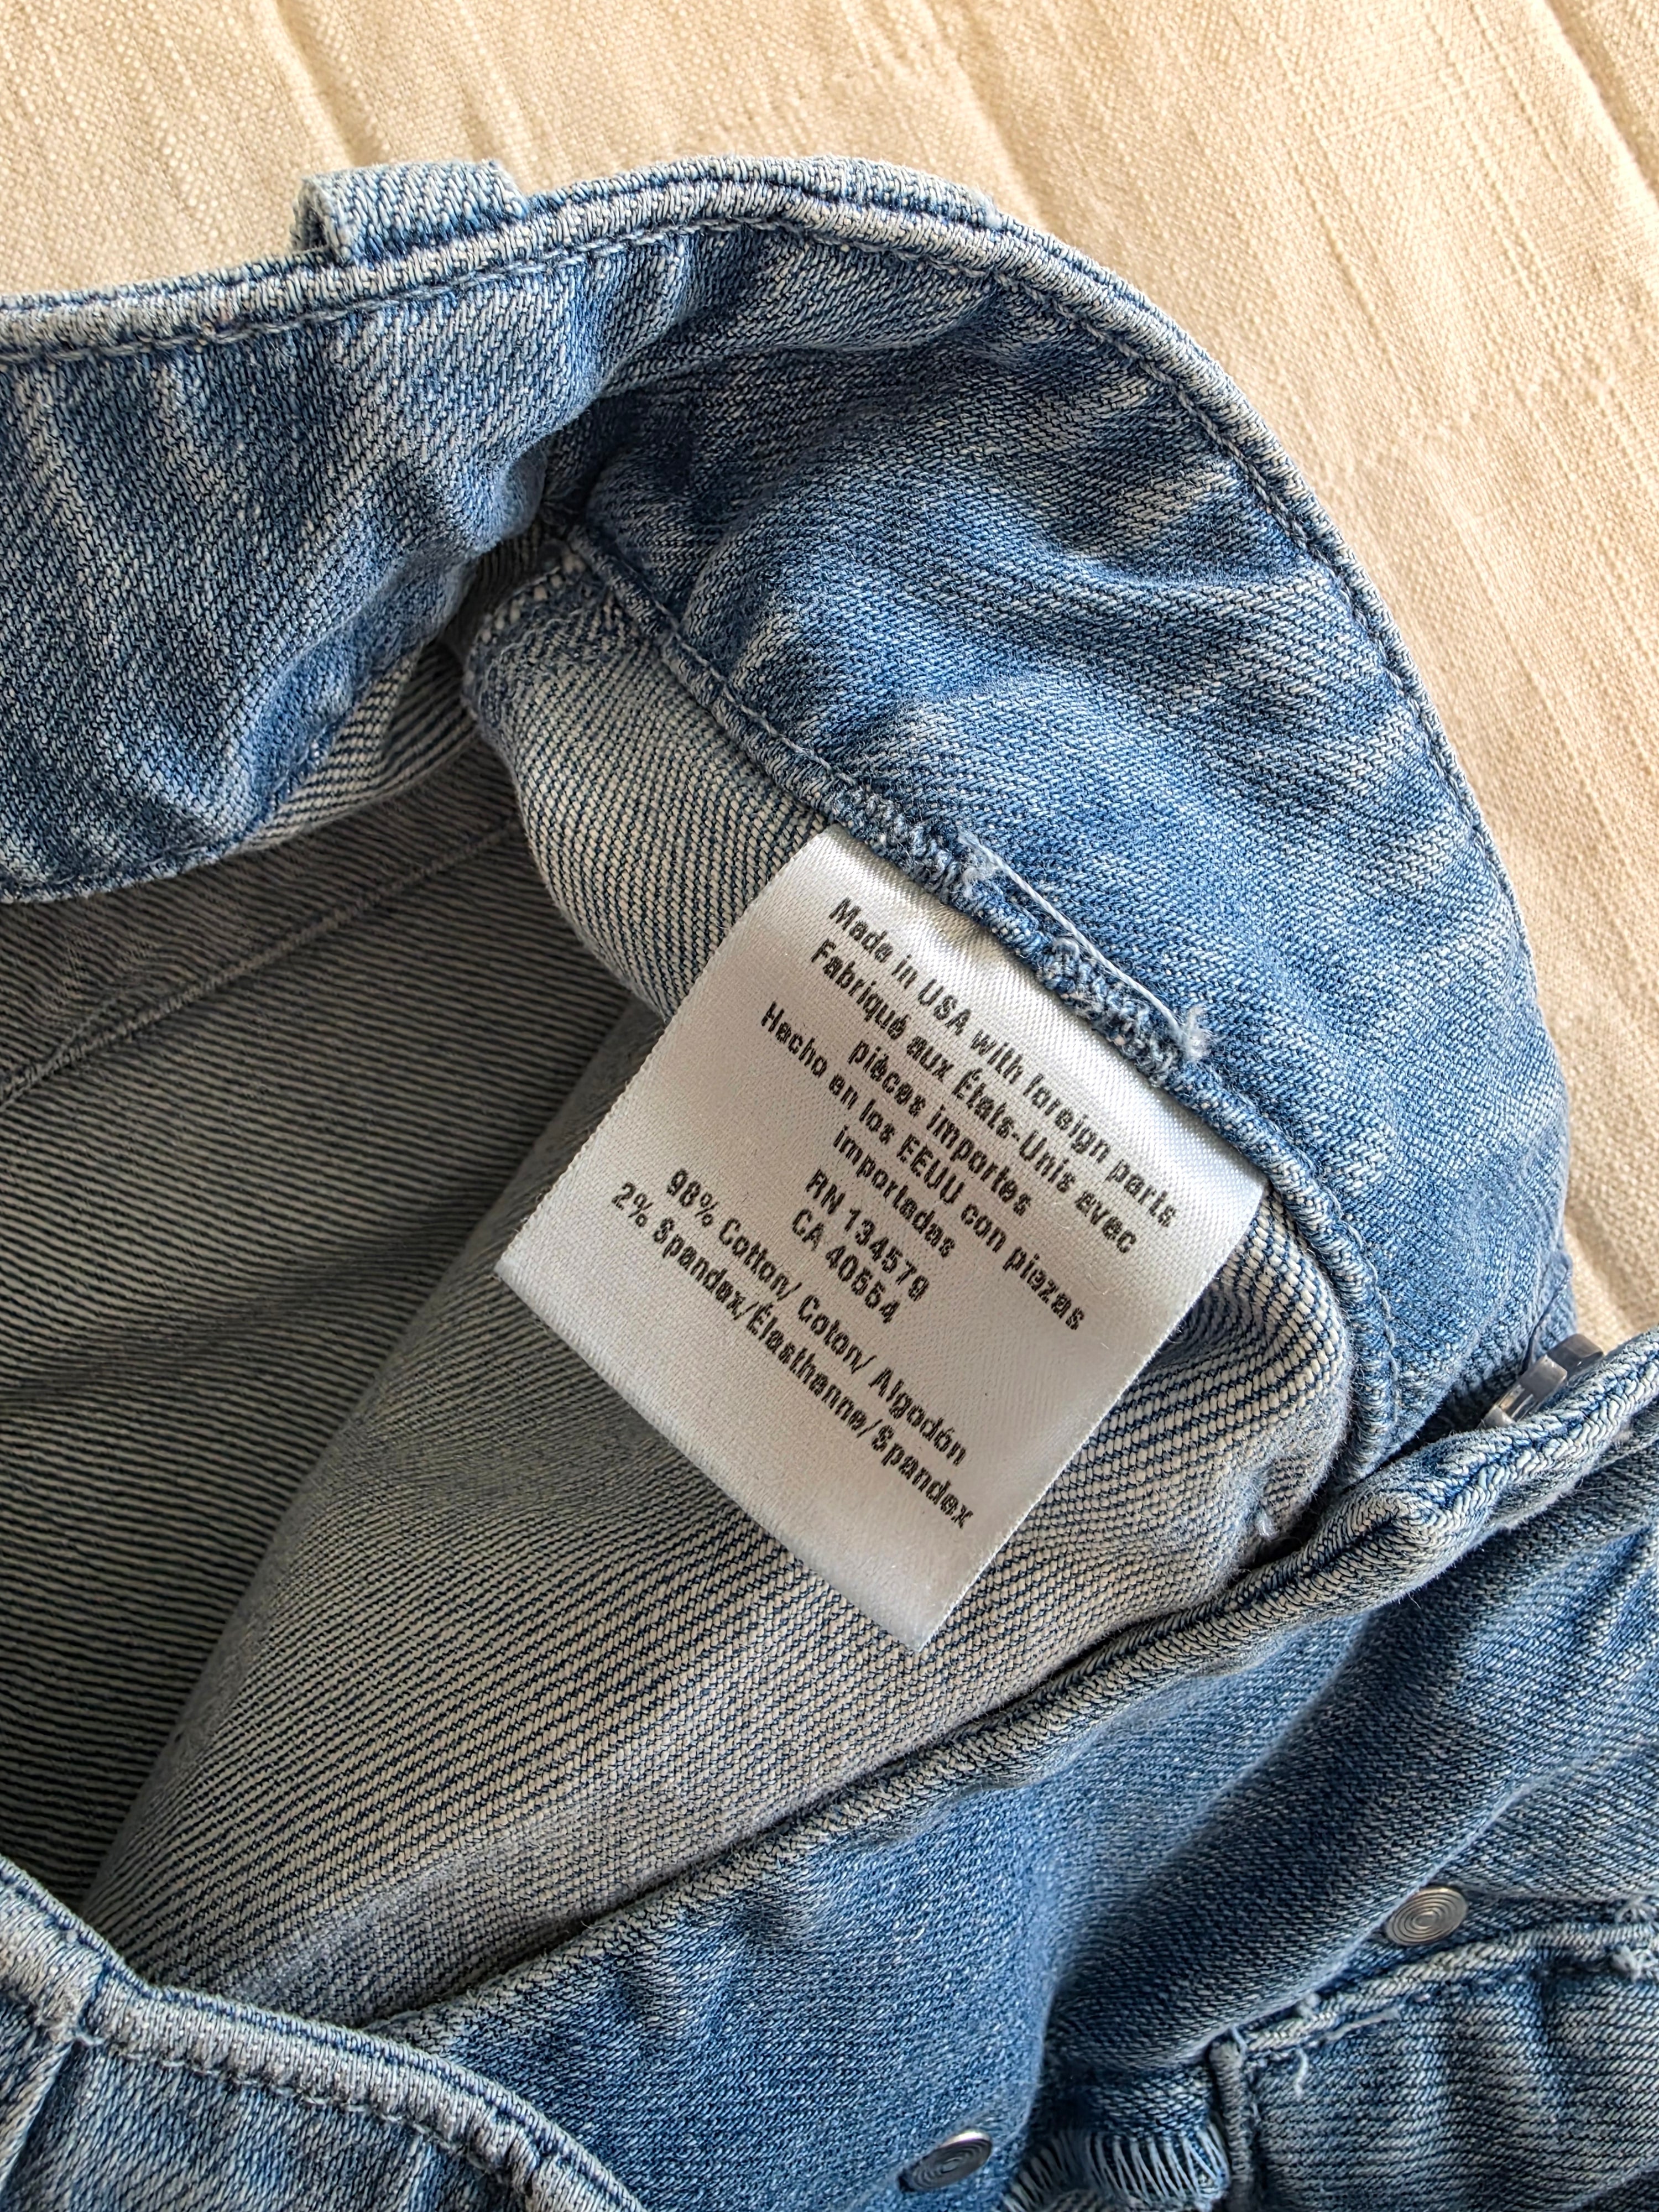 Made in USA with foreign parts
Fabriqué aux États-Unis avec
pièces importes
Hecho en los EEUU con piezas
importadas
RN 134579
CA 40554
98% Cotton/ Coton/ Algodón
2% Spandex/Élasthenne/Spandex